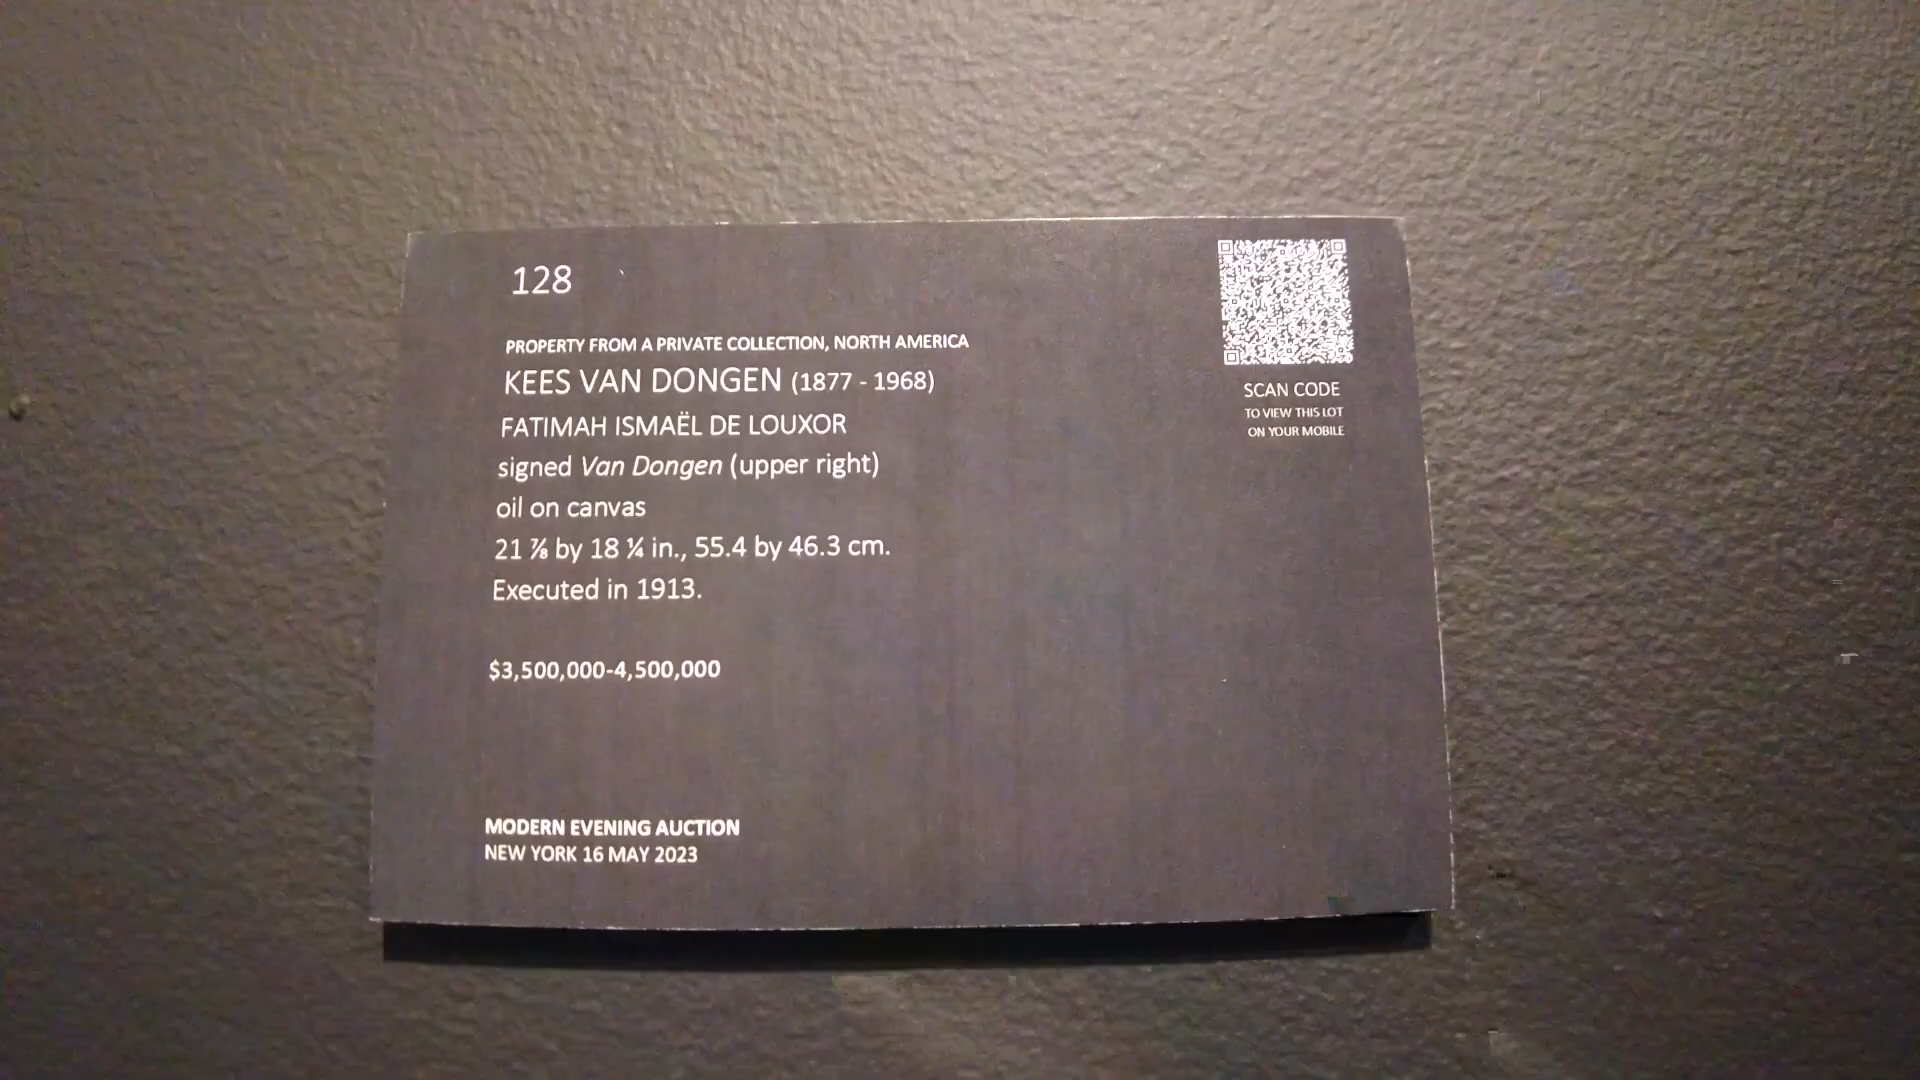 128
PROPERTY FROM A PRIVATE COLLECTION, NORTH AMERICA
KEES VAN DONGEN (1877 - 1968)
FATIMAH ISMAËL DE LOUXOR
signed Van Dongen (upper right)
oil on canvas
21 ⅞ by 18 ¼ in., 55.4 by 46.3 cm.
Executed in 1913.
$3,500,000-4,500,000
MODERN EVENING AUCTION
NEW YORK 16 MAY 2023
SCAN CODE
TO VIEW THIS LOT
ON YOUR MOBILE